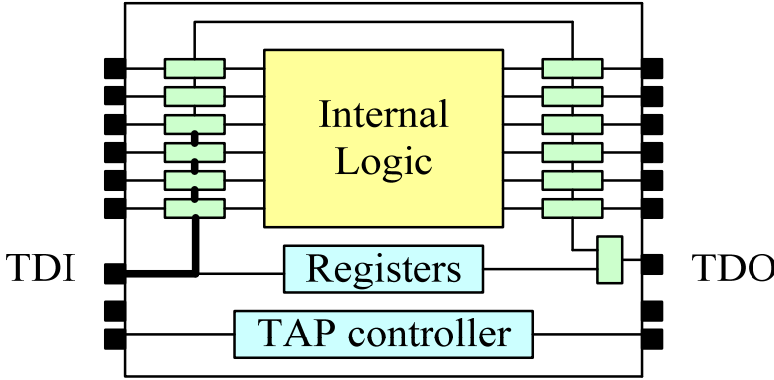 Internal
Logic
TDI
Registers
TDO
TAP controller